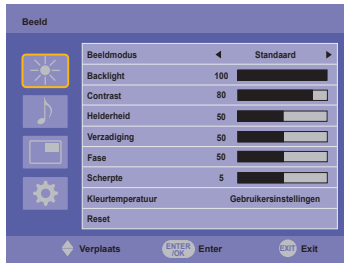 Beeld
Beeldmodus Standaard
Backlight 100
Contrast 80
Helderheid 50
Verzadiging 50
Fase 50
Scherpte 5
Kleurtemperatuur Gebruikersinstellingen
Reset
Verplaats ENTER /OK Enter EXIT Exit